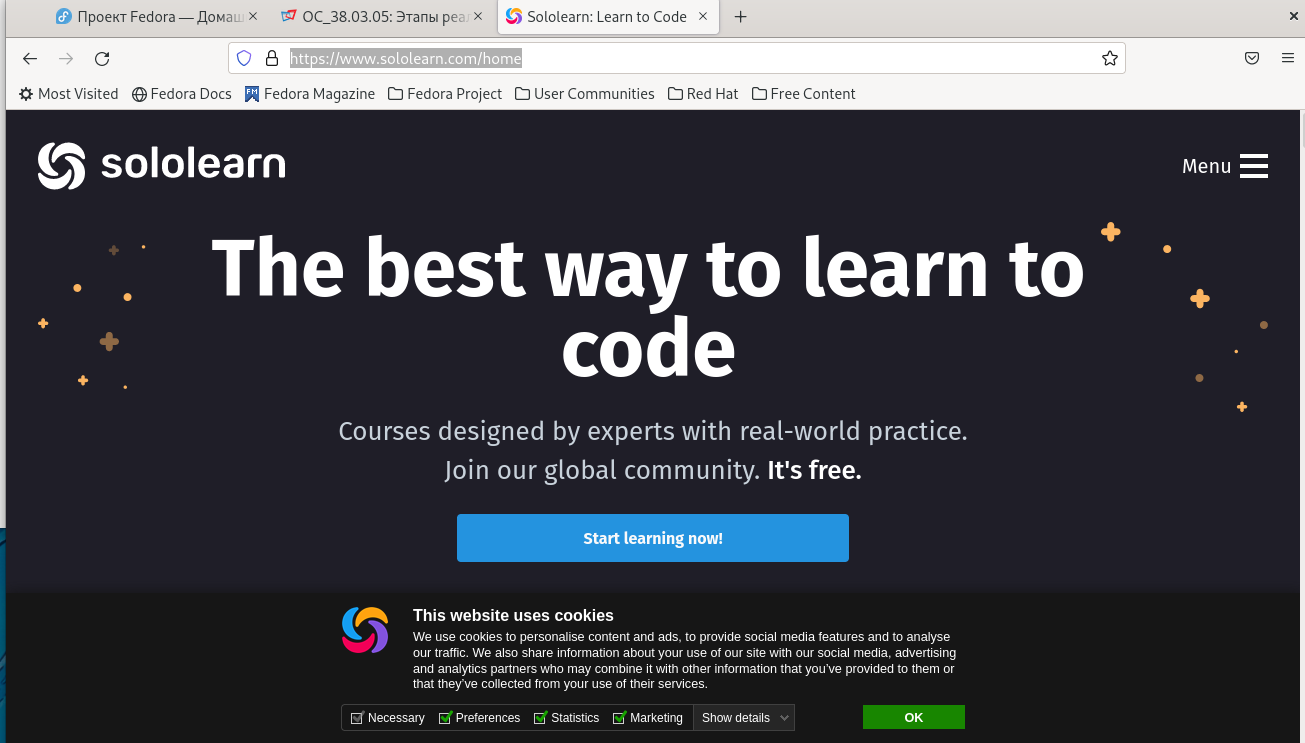 Проект Fedora — Домаш
ОС_38.03.05: Этапы реа
Sololearn: Learn to Code
https://www.sololearn.com/home
Most Visited
Fedora Docs
Fedora Magazine
Fedora Project
User Communities
Red Hat
Free Content
sololearn
Menu
The best way to learn to
code
Courses designed by experts with real-world practice.
Join our global community. It's free.
Start learning now!
This website uses cookies
We use cookies to personalise content and ads, to provide social media features and to analyse
our traffic. We also share information about your use of our site with our social media, advertising
and analytics partners who may combine it with other information that you've provided to them or
that they've collected from your use of their services.
Necessary
Preferences
Statistics
Marketing
Show details
OK